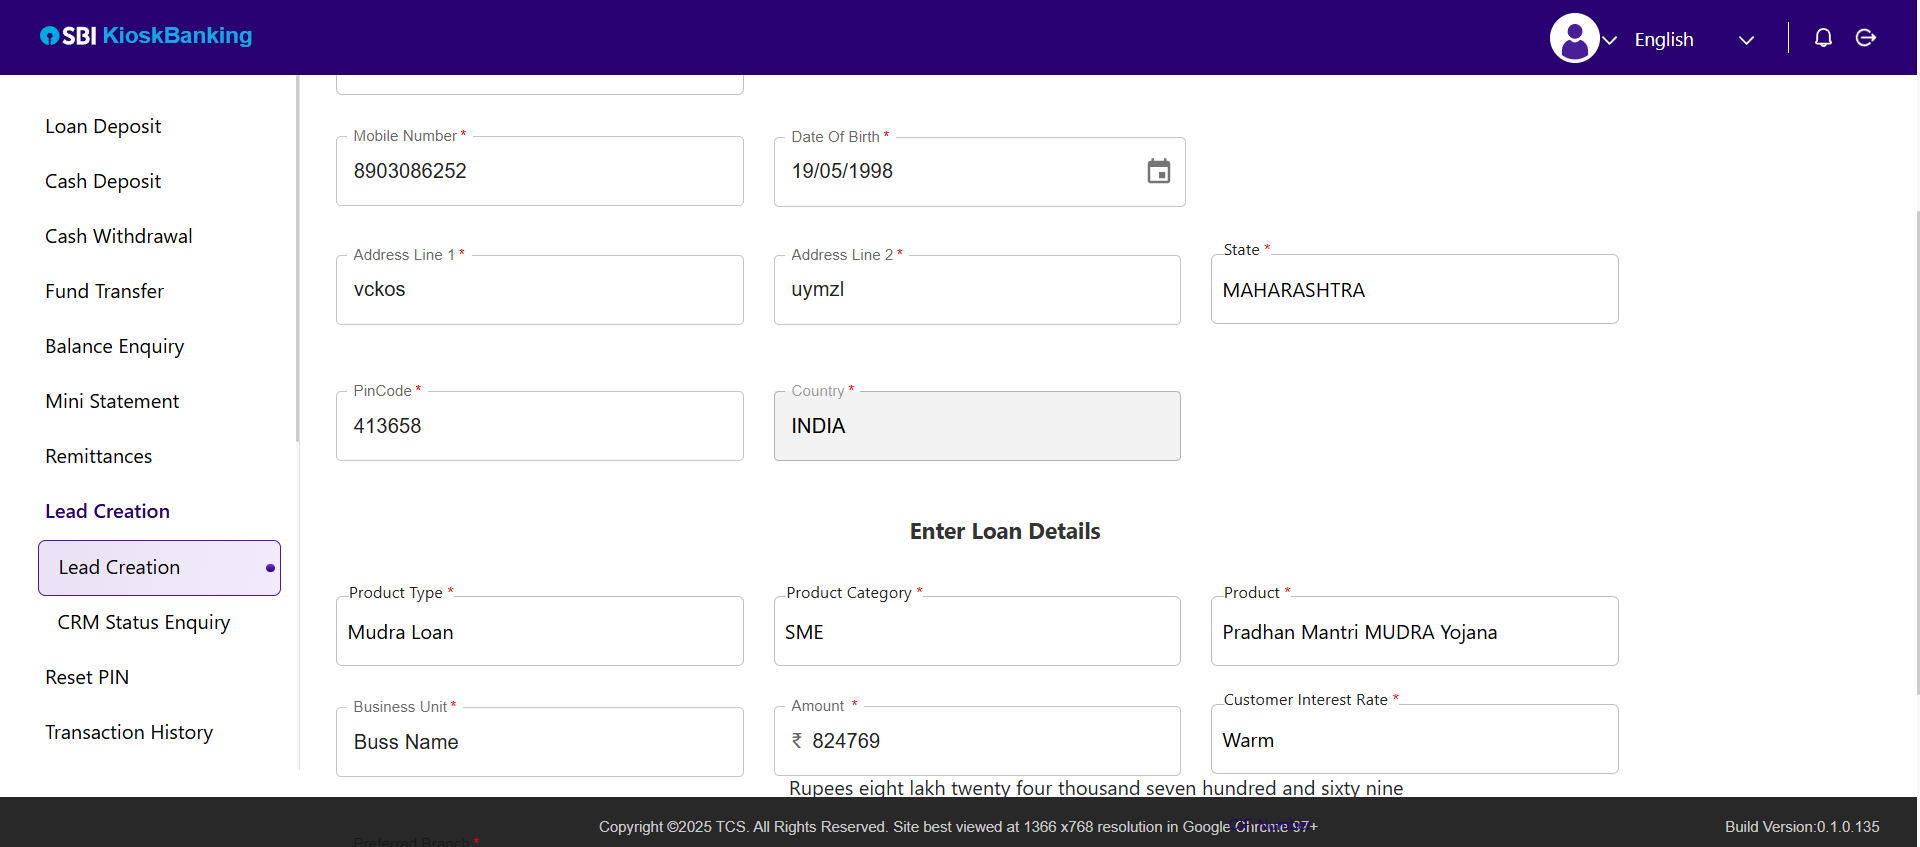 SBI KioskBanking
English
Loan Deposit
Cash Deposit
Cash Withdrawal
Fund Transfer
Balance Enquiry
Mini Statement
Remittances
Lead Creation
Lead Creation
CRM Status Enquiry
Reset PIN
Transaction History
Mobile Number *
8903086252
Date Of Birth *
19/05/1998
Address Line 1 *
vckos
Address Line 2 *
uymzl
State *
MAHARASHTRA
PinCode *
413658
Country *
INDIA
Enter Loan Details
Product Type *
Mudra Loan
Product Category *
SME
Product *
Pradhan Mantri MUDRA Yojana
Business Unit *
Buss Name
Amount *
₹ 824769
Customer Interest Rate *
Warm
Rupees eight lakh twenty four thousand seven hundred and sixty nine
Preferred Branch *
Copyright ©2025 TCS. All Rights Reserved. Site best viewed at 1366 x768 resolution in Google Chrome 97+
Build Version:0.1.0.135